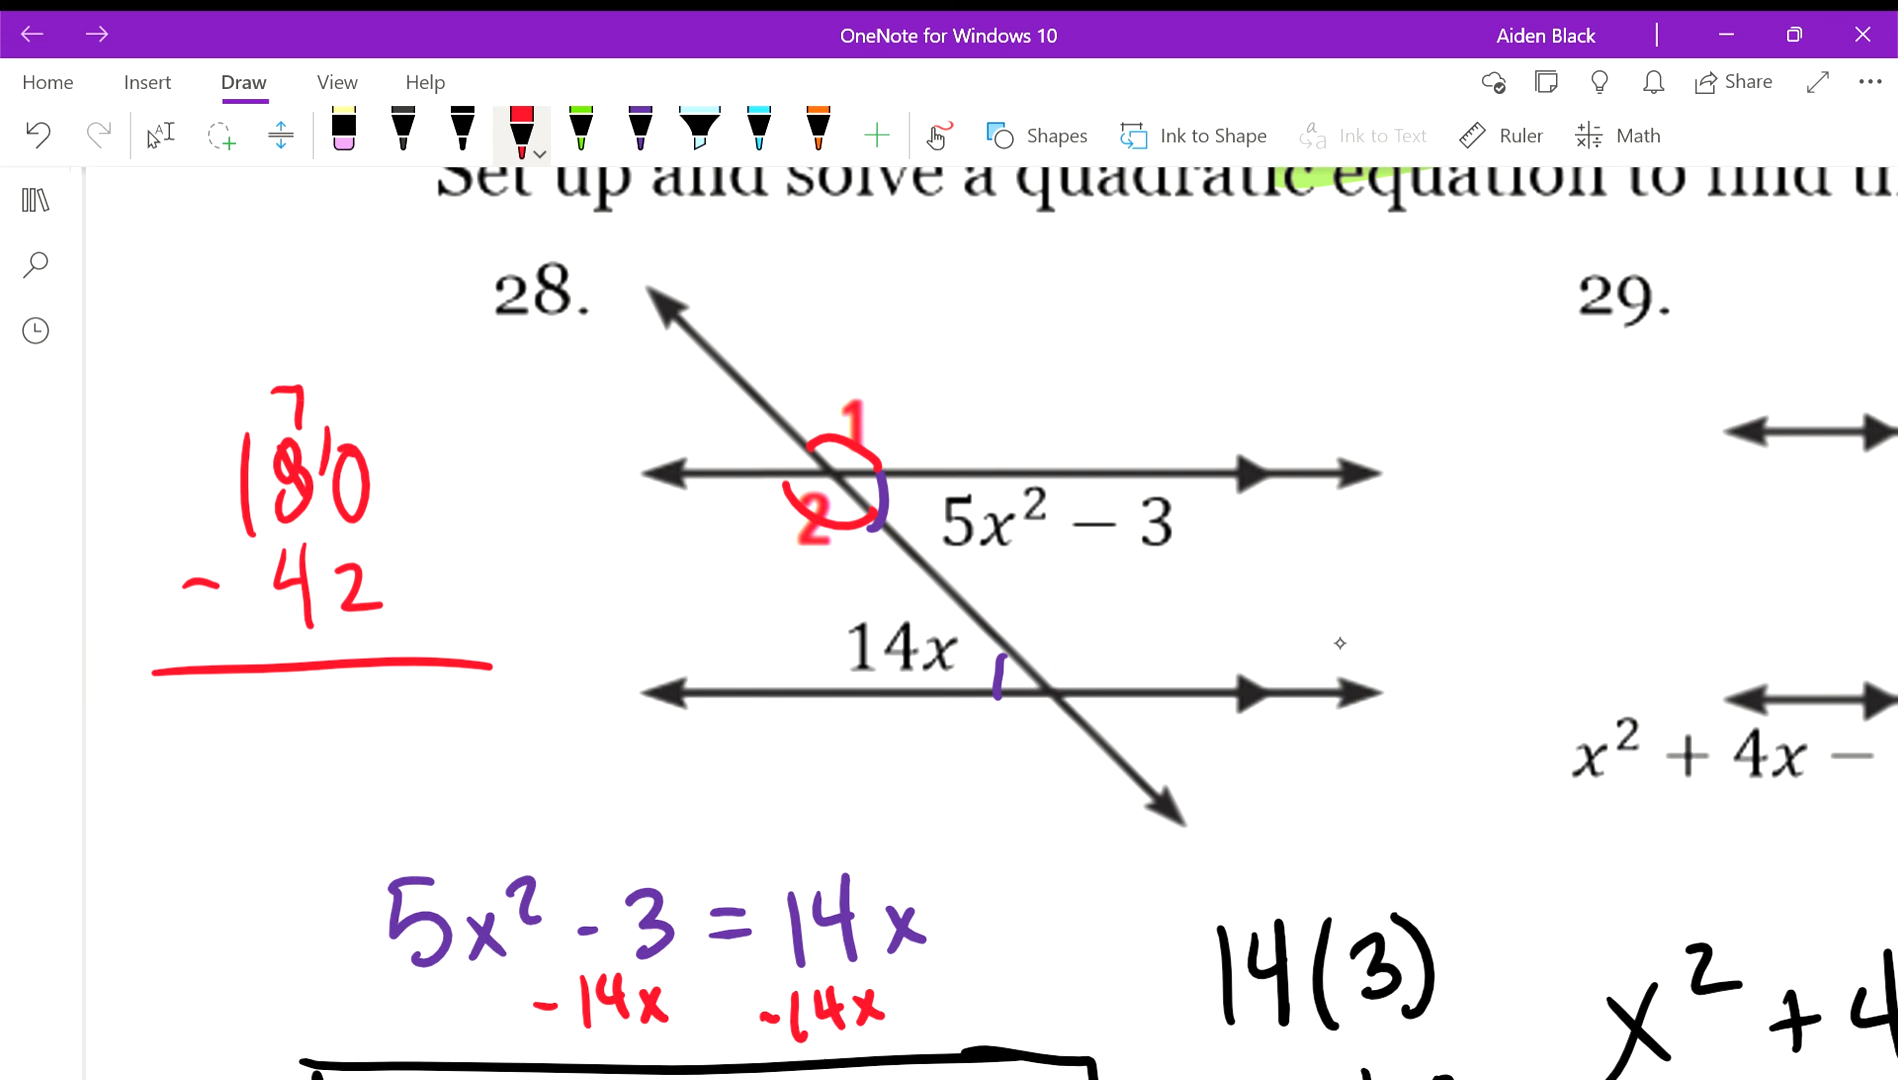 OneNote for Windows 10
Aiden Black
Home Insert Draw View Help
Share
Shapes Ink to Shape Ink to Text Ruler Math
Set up and solve a quadratic equation to find
28.
29.
7
1
180
- 42
1
2
5x² − 3
14x
x² + 4x −
5x² - 3 = 14x
-14x -14x
14(3)
x² + 4